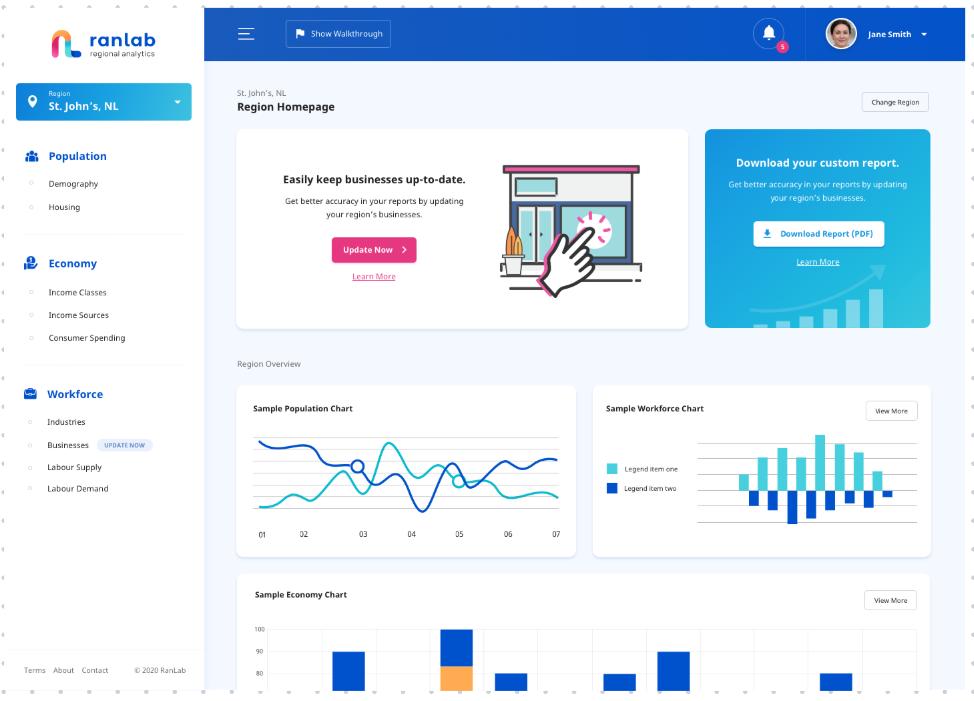 ranlab
regional analytics
Region
St. John's, NL
Population
Demography
Housing
Economy
Income Classes
Income Sources
Consumer Spending
Workforce
Industries
Businesses UPDATE NOW
Labour Supply
Labour Demand
Terms About Contact © 2020 RanLab
Show Walkthrough
5
Jane Smith
St. John's, NL
Region Homepage
Change Region
Easily keep businesses up-to-date.
Get better accuracy in your reports by updating
your region's businesses.
Update Now
Learn More
Download your custom report.
Get better accuracy in your reports by updating
your region's businesses.
Download Report (PDF)
Learn More
Region Overview
Sample Population Chart
01 02 03 04 05 06 07
Sample Workforce Chart
View More
Legend item one
Legend item two
Sample Economy Chart
View More
100
90
80